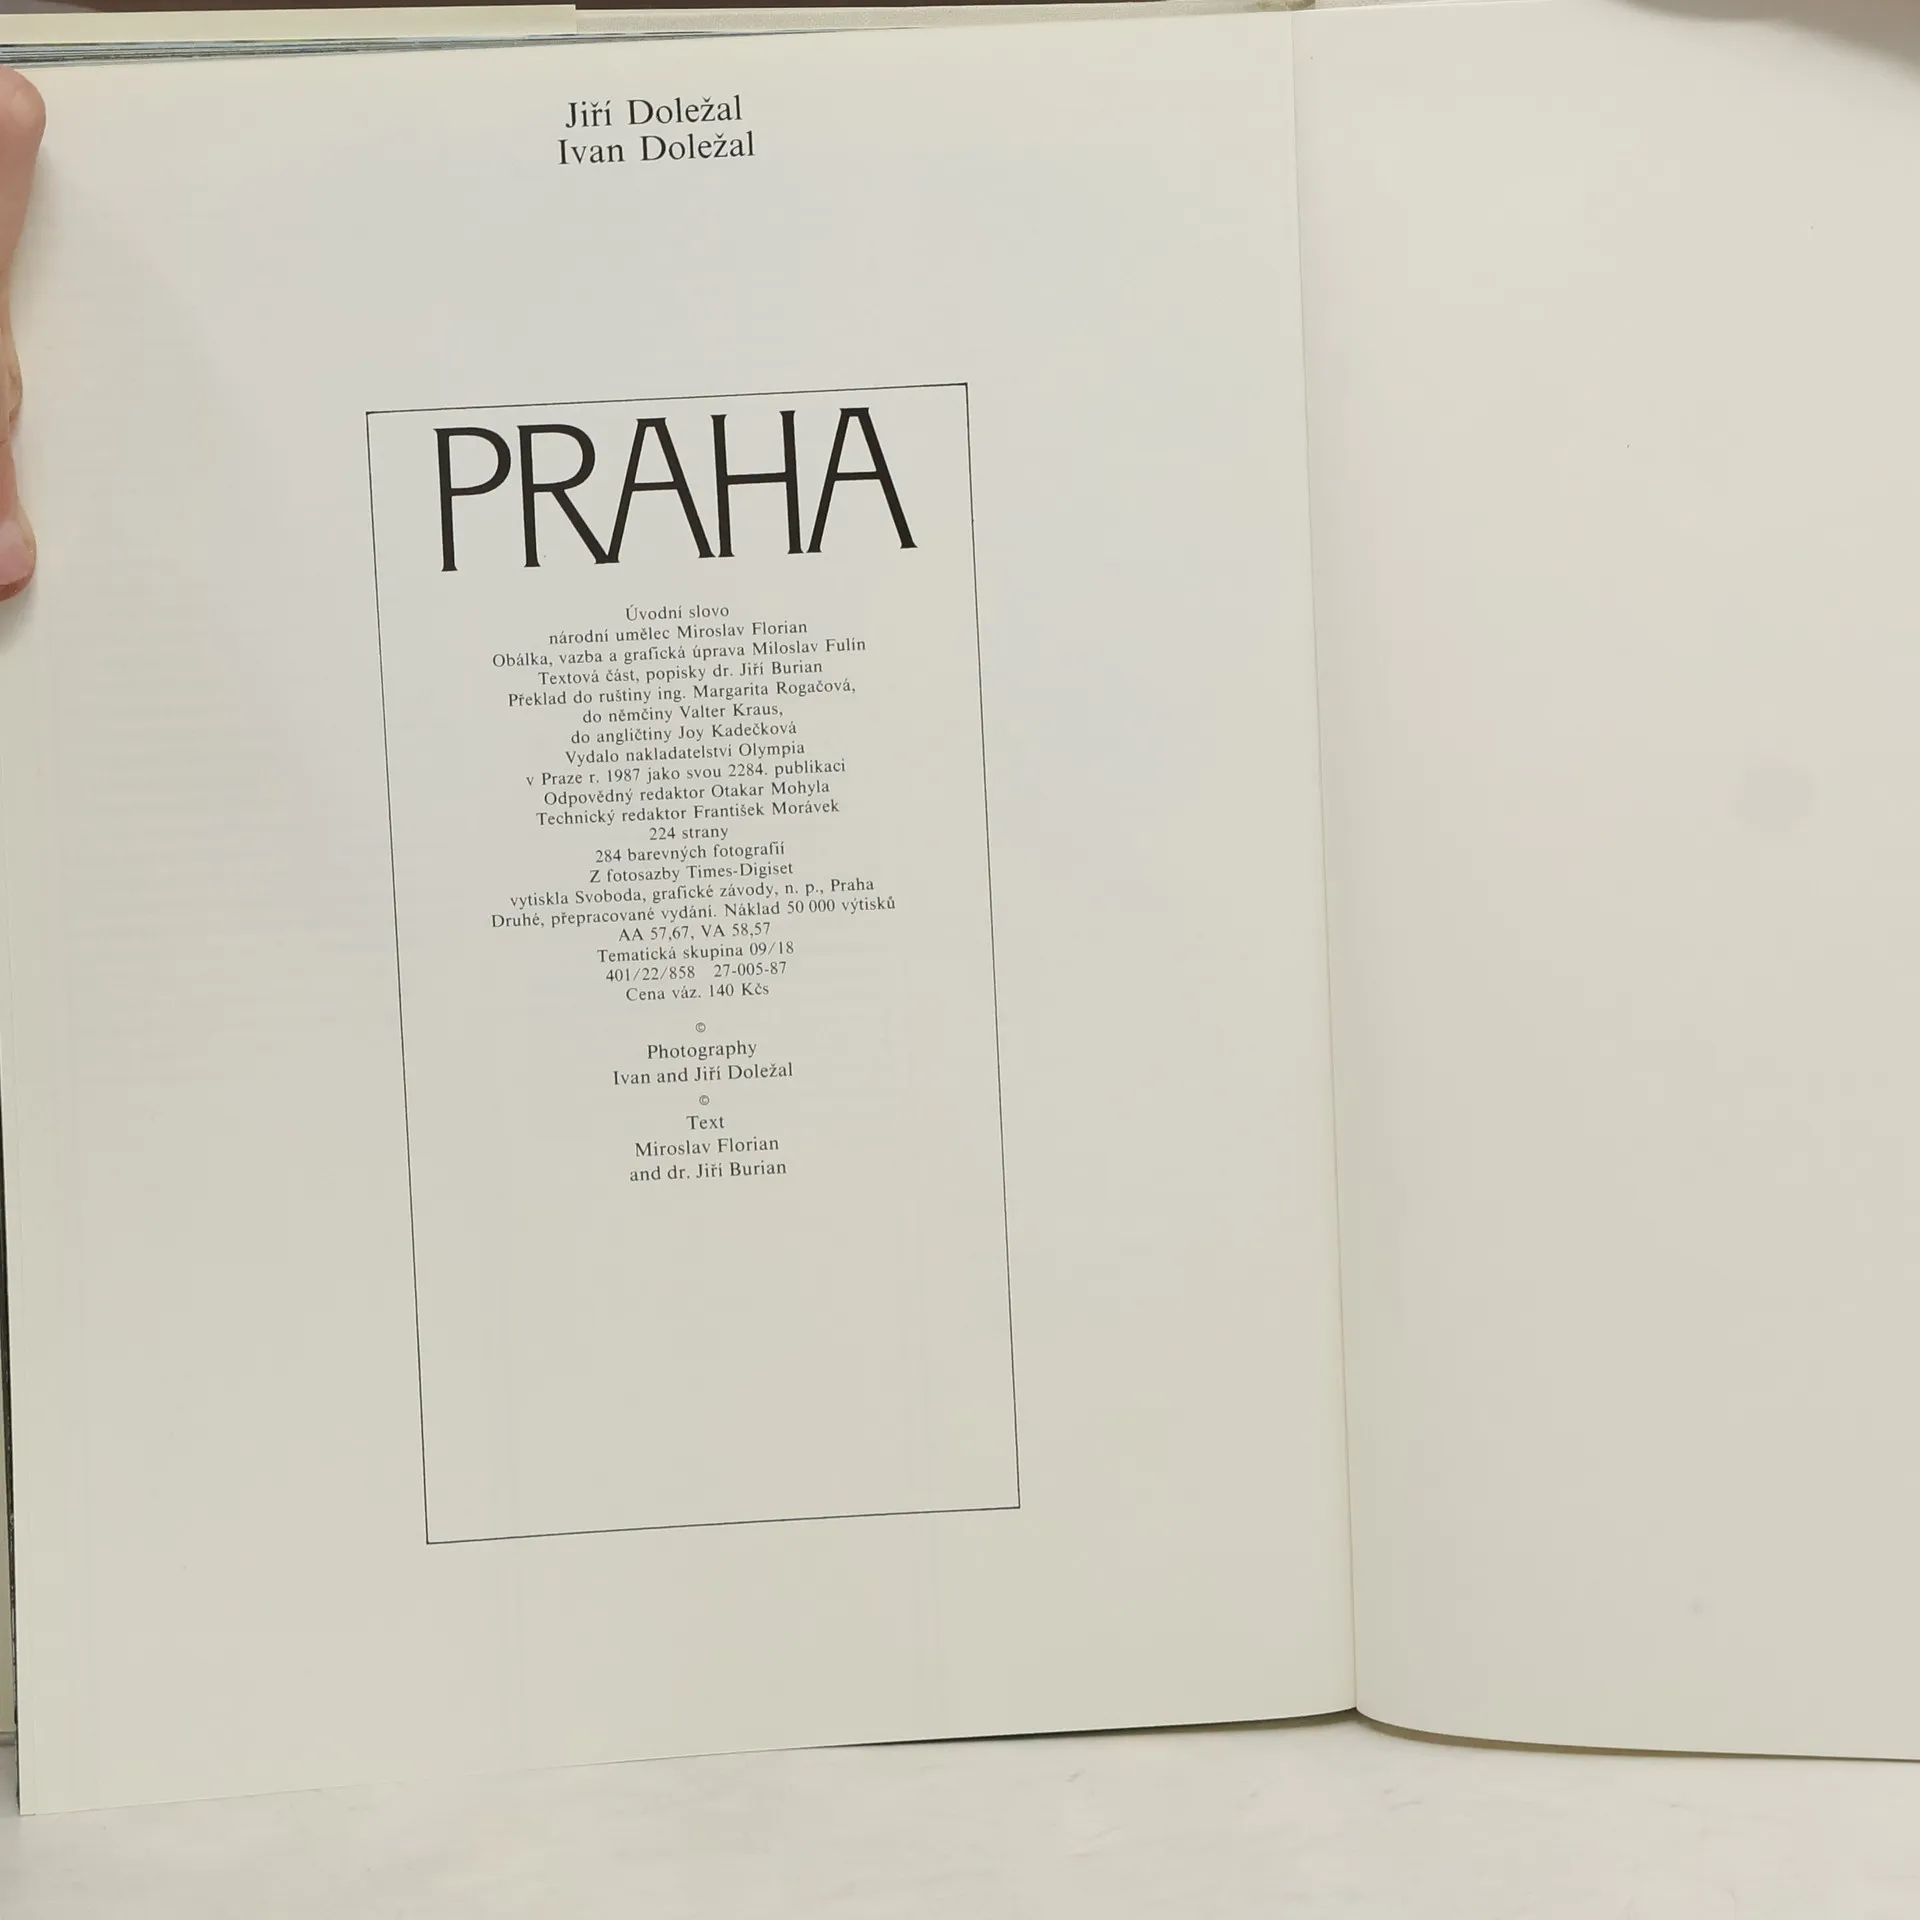 Jiří Doležal
Ivan Doležal
PRAHA
Úvodní slovo
národní umělec Miroslav Florian
Obálka, vazba a grafická úprava Miloslav Fulín
Textová část, popisky dr. Jiří Burian
Překlad do ruštiny ing. Margarita Rogačová,
do němčiny Valter Kraus,
do angličtiny Joy Kadečková
Vydalo nakladatelství Olympia
v Praze r. 1987 jako svou 2284. publikaci
Odpovědný redaktor Otakar Mohyla
Technický redaktor František Morávek
224 strany
284 barevných fotografií
Z fotosazby Times-Digiset
vytiskla Svoboda, grafické závody, n. p., Praha
Druhé, přepracované vydání. Náklad 50 000 výtisků
AA 57,67, VA 58,57
Tematická skupina 09/18
401/22/858 27-005-87
Cena váz. 140 Kčs
©
Photography
Ivan and Jiří Doležal
©
Text
Miroslav Florian
and dr. Jiří Burian